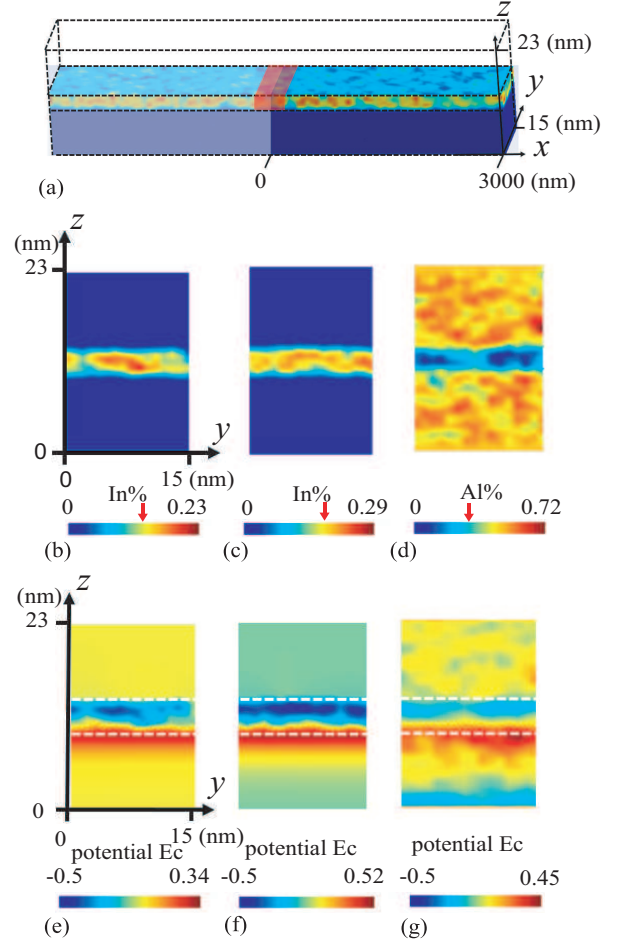 z
23 (nm)
y
15 (nm)
x
(a)
0
3000 (nm)
z
(nm)
23
0
y
0
15 (nm)
In%
In%
Al%
0
0.23
0
0.29
0
0.72
(b)
(c)
(d)
z
(nm)
23
0
y
0
15 (nm)
potential Ec
potential Ec
potential Ec
-0.5
0.34
-0.5
0.52
-0.5
0.45
(e)
(f)
(g)